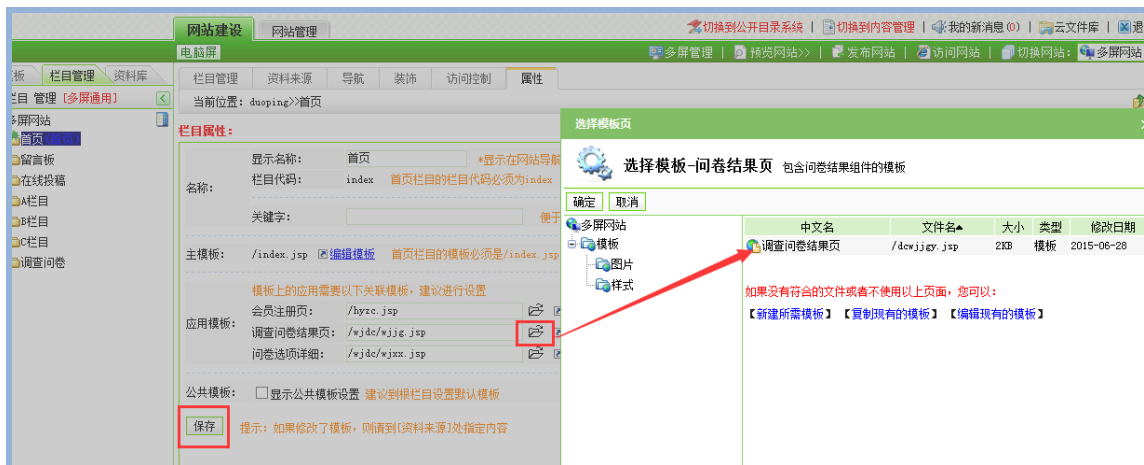 网站建设 网站管理 切换到公开目录系统 | 切换到内容管理 | 我的新消息(0) | 云文件库 | 退
电脑屏 多屏管理 | 预览网站>> | 发布网站 | 访问网站 | 切换网站: 多屏网站
板 栏目管理 资料库 栏目管理 资料来源 导航 装饰 访问控制 属性
管理 [多屏通用] 当前位置: duoping>>首页
多屏网站
首页
留言板
在线投稿
A栏目
B栏目
C栏目
调查问卷
栏目属性:
名称:
显示名称: 首页 *显示在网站导航
栏目代码: index 首页栏目的栏目代码必须为index
关键字: 便于
主模板: /index.jsp 编辑模板 首页栏目的模板必须是/index.jsp
应用模板:
模板上的应用需要以下关联模板，建议进行设置
会员注册页: /hyzc.jsp
调查问卷结果页: /wjdc/wjjg.jsp
问卷选项详细: /wjdc/wjxx.jsp
公共模板: 显示公共模板设置 建议到根栏目设置默认模板
保存 提示: 如果修改了模板，则请到[资料来源]处指定内容
选择模板页
选择模板-问卷结果页 包含问卷结果组件的模板
确定 取消
多屏网站
模板
图片
样式
中文名 文件名 大小 类型 修改日期
调查问卷结果页 /dcwjjgy.jsp 2KB 模板 2015-06-28
如果没有符合的文件或者不使用以上页面，您可以:
【新建所需模板】 【复制现有的模板】 【编辑现有的模板】